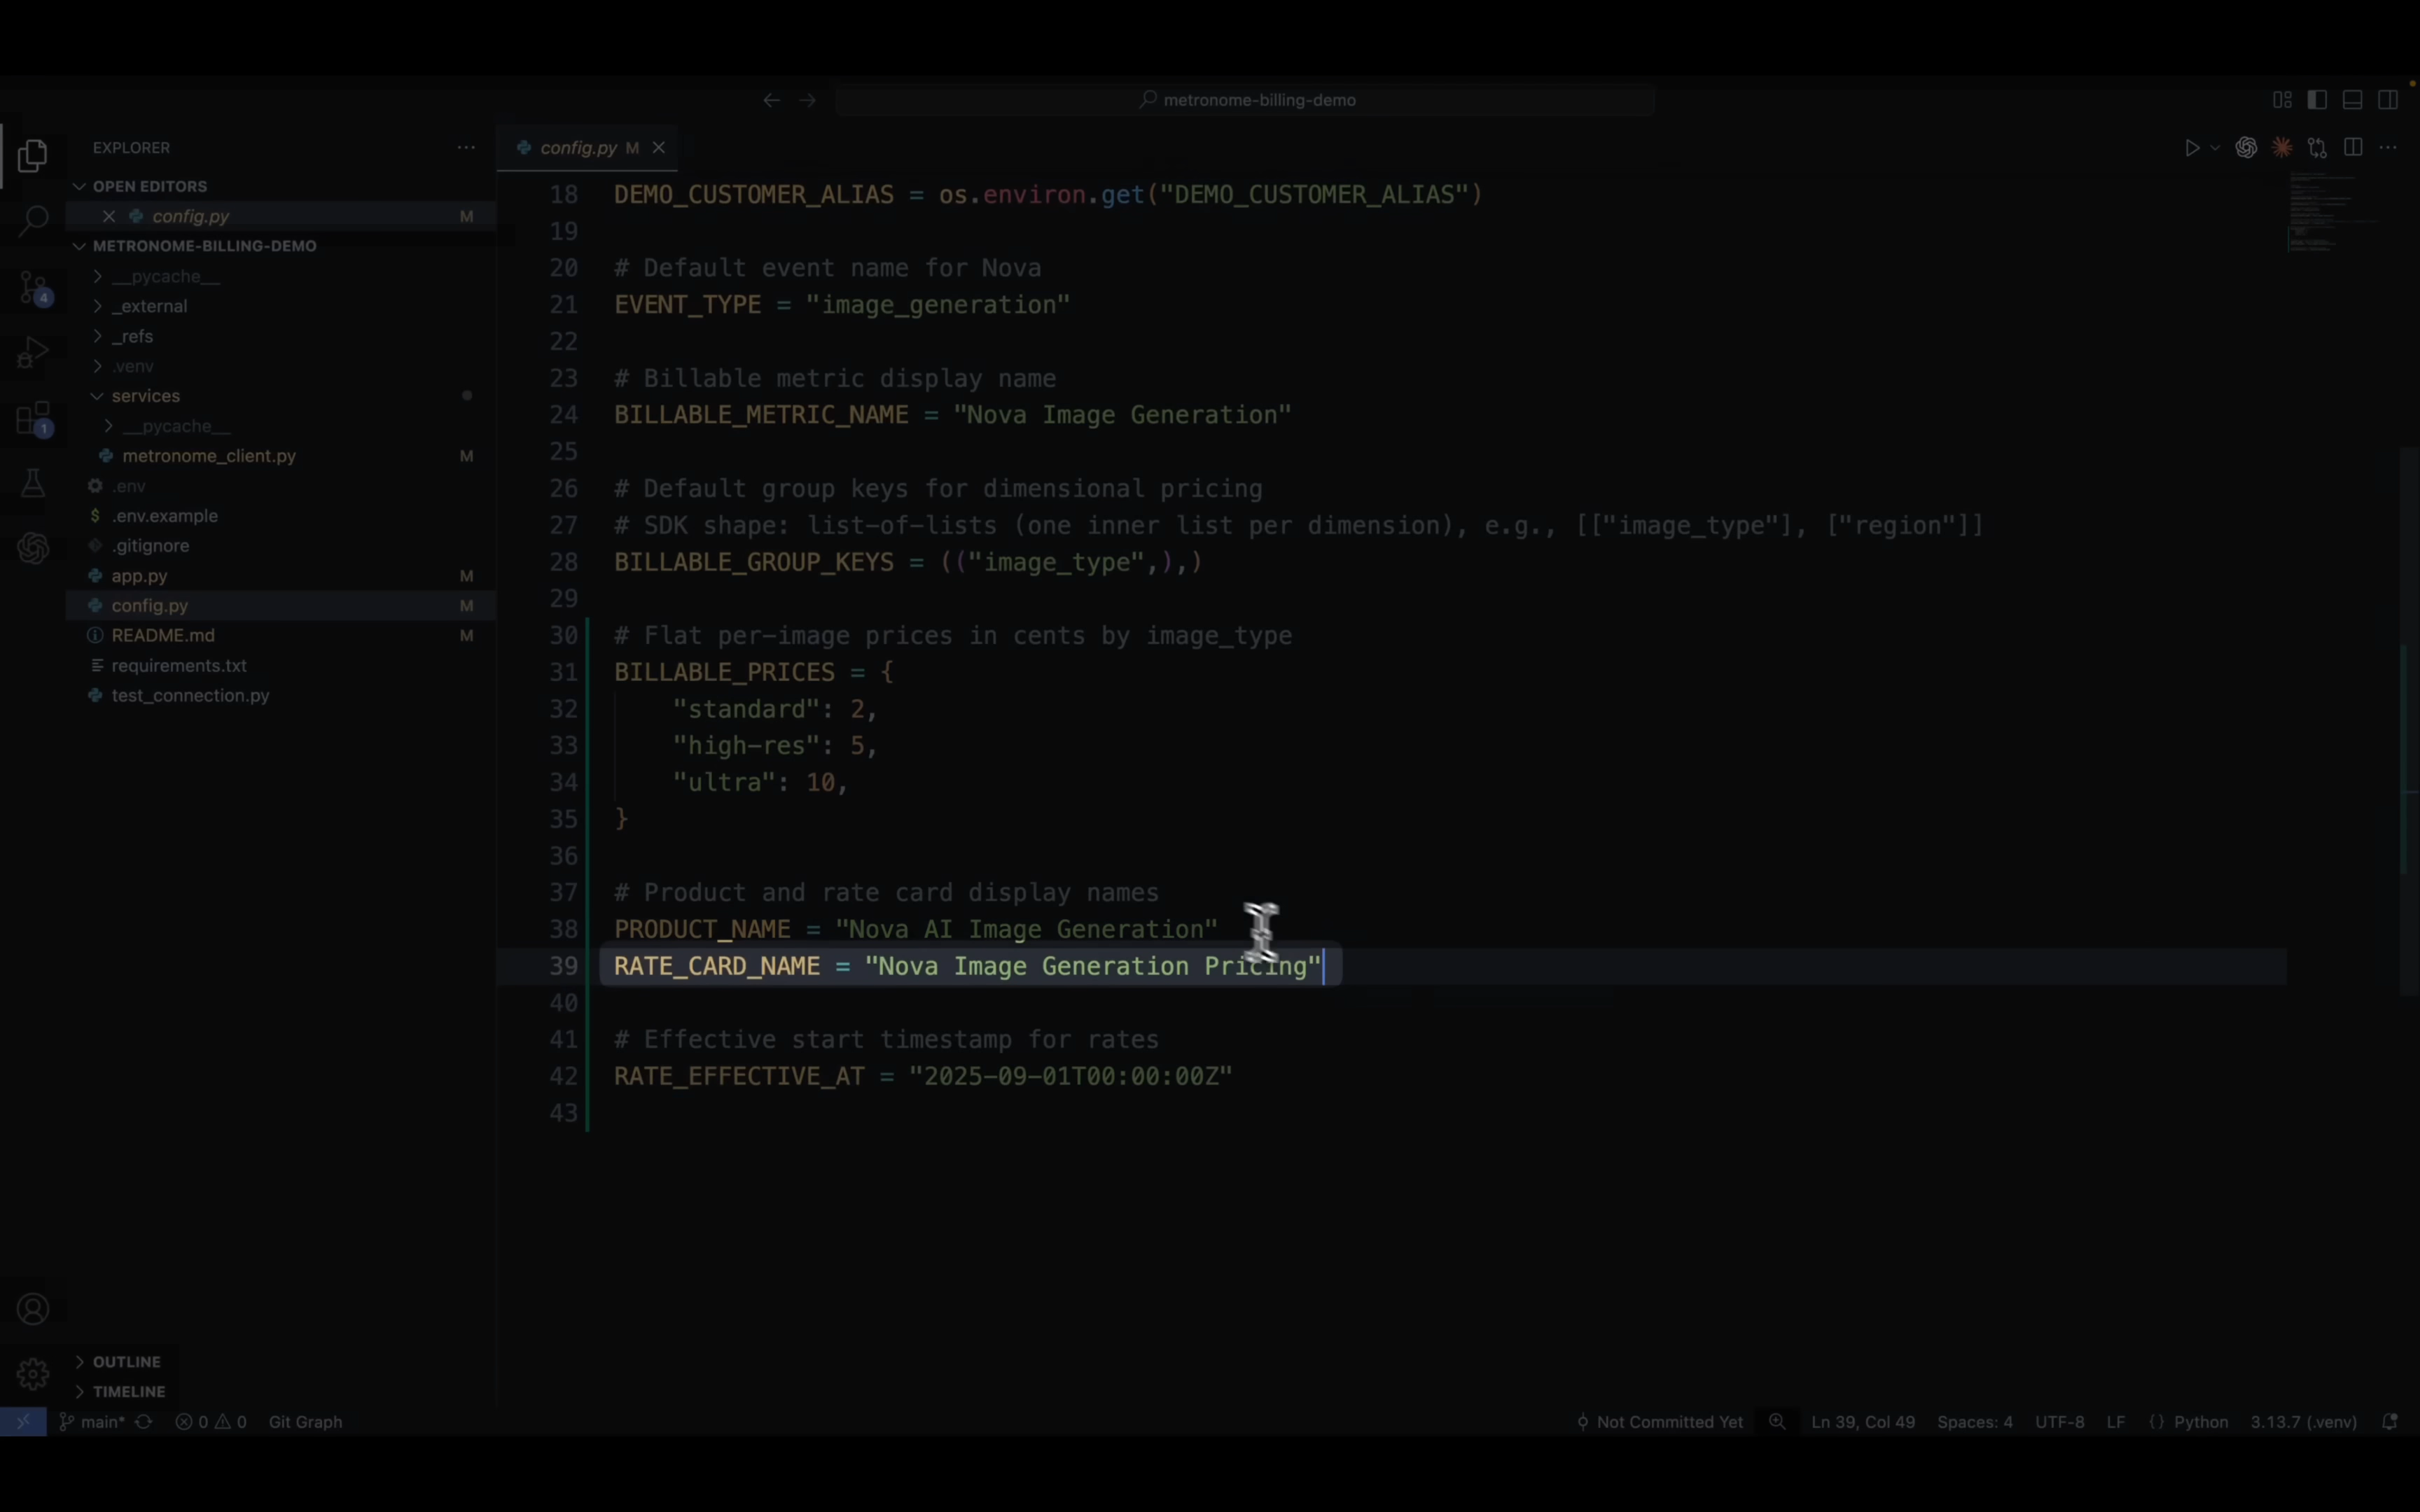 metronome-billing-demo
EXPLORER
OPEN EDITORS
config.py M
METRONOME-BILLING-DEMO
__pycache__
_external
_refs
.venv
services
__pycache__
metronome_client.py M
.env
$ .env.example
.gitignore
app.py M
config.py M
README.md M
requirements.txt
test_connection.py
OUTLINE
TIMELINE
4
1
config.py M
18 DEMO_CUSTOMER_ALIAS = os.environ.get("DEMO_CUSTOMER_ALIAS")
19
20 # Default event name for Nova
21 EVENT_TYPE = "image_generation"
22
23 # Billable metric display name
24 BILLABLE_METRIC_NAME = "Nova Image Generation"
25
26 # Default group keys for dimensional pricing
27 # SDK shape: list-of-lists (one inner list per dimension), e.g., [["image_type"], ["region"]]
28 BILLABLE_GROUP_KEYS = (("image_type",),)
29
30 # Flat per-image prices in cents by image_type
31 BILLABLE_PRICES = {
32 "standard": 2,
33 "high-res": 5,
34 "ultra": 10,
35 }
36
37 # Product and rate card display names
38 PRODUCT_NAME = "Nova AI Image Generation"
39 RATE_CARD_NAME = "Nova Image Generation Pricing"
40
41 # Effective start timestamp for rates
42 RATE_EFFECTIVE_AT = "2025-09-01T00:00:00Z"
43
main* 0 0 Git Graph Not Committed Yet Ln 39, Col 49 Spaces: 4 UTF-8 LF {} Python 3.13.7 (.venv)